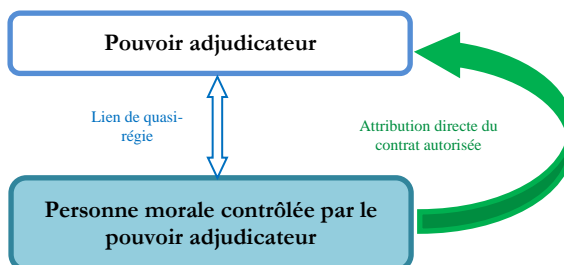 Pouvoir adjudicateur
Lien de quasi-
régie
Attribution directe du
contrat autorisée
Personne morale contrôlée par le
pouvoir adjudicateur